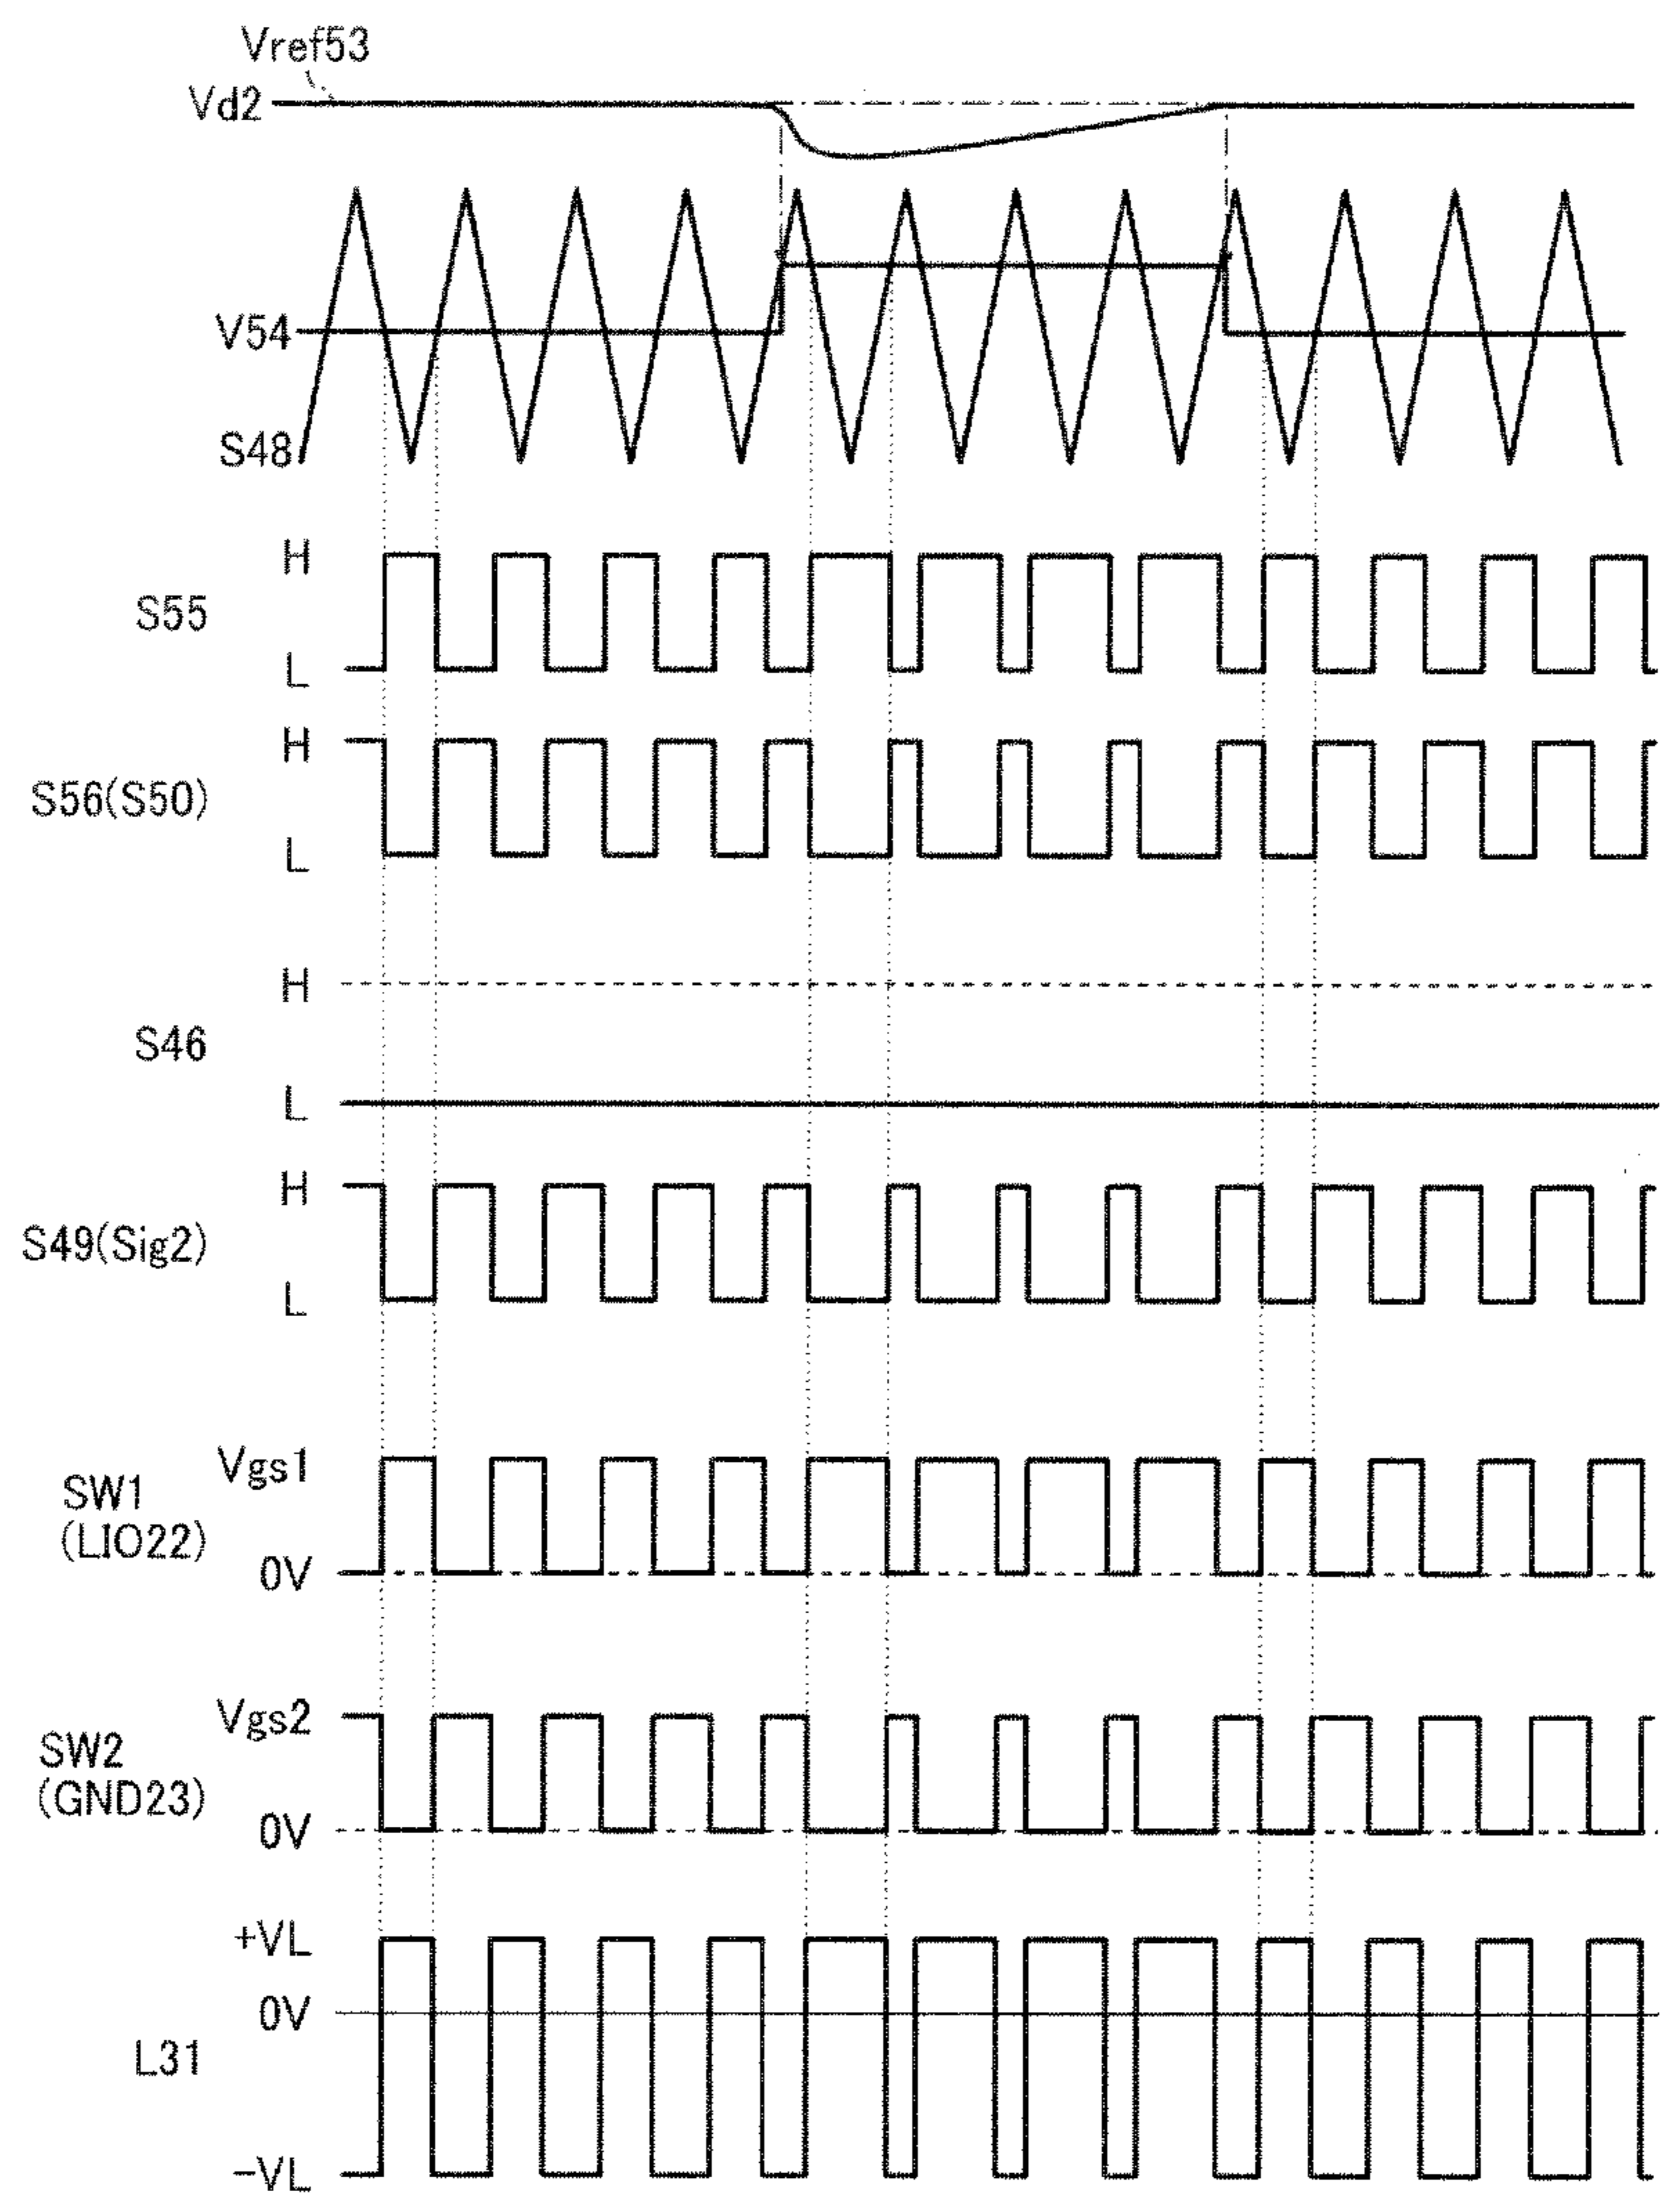 Vref53
Vd2
V54
S48
H
S55
L
H
S56(S50)
L
H
S46
L
H
S49(Sig2)
L
Vgs1
SW1
(LIO22)
0V
Vgs2
SW2
(GND23)
0V
+VL
0V
L31
-VL